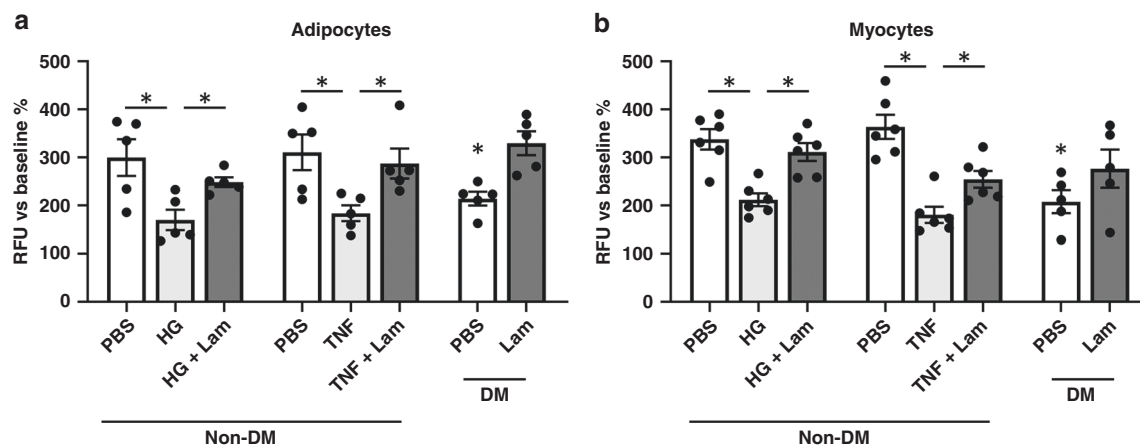 a
Adipocytes
RFU vs baseline %
500
400
300
200
100
0
*
*
*
*
*
PBS
HG
HG + Lam
PBS
TNF
TNF + Lam
PBS
Lam
DM
Non-DM
b
Myocytes
RFU vs baseline %
500
400
300
200
100
0
*
*
*
*
*
PBS
HG
HG + Lam
PBS
TNF
TNF + Lam
PBS
Lam
DM
Non-DM